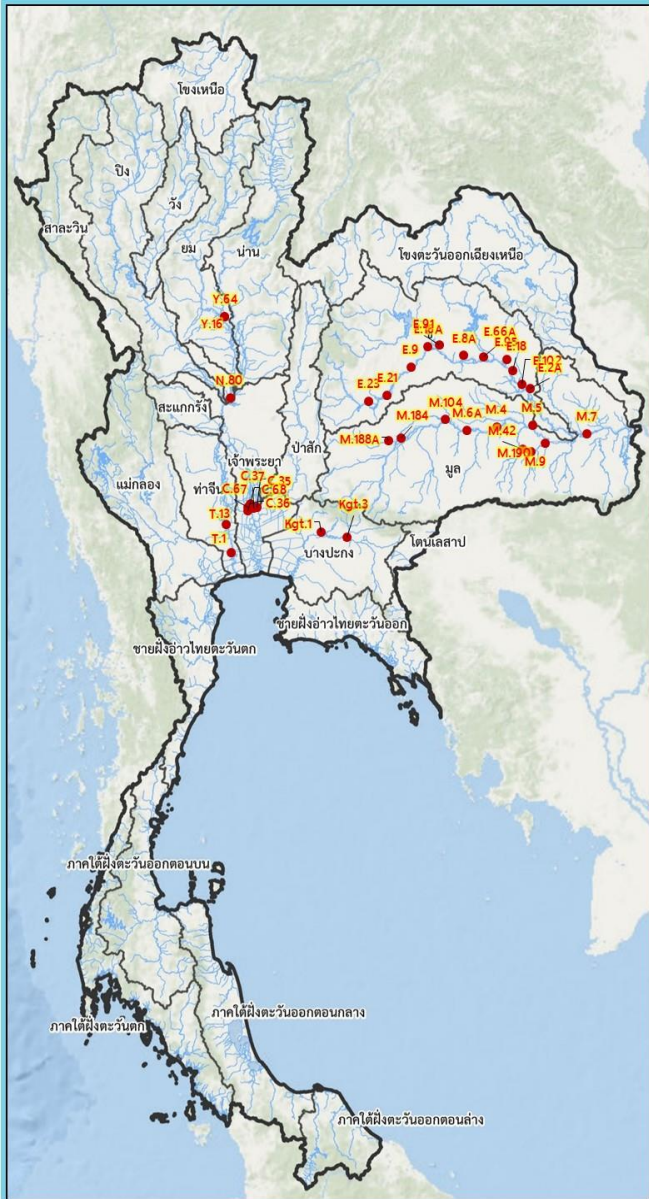 โขงเหนือ
ปิง
วัง
สาละวิน
ยม
น่าน
โขงตะวันออกเฉียงเหนือ
Y.64
Y.16
E.91
E.8A
E.66A
E.95
E.18
E.9
E.102
E.2A
N.80
E.23
E.21
สะแกกรัง
M.104
M.184
M.6A
M.4
M.5
M.7
ป่าสัก
M.188A
M.42
เจ้าพระยา
M.190
M.9
แม่กลอง
มูล
ท่าจีน
C.37
C.35
C.67
C.68
C.36
T.13
Kgt.1
Kgt.3
T.1
บางปะกง
โตนเลสาป
ชายฝั่งอ่าวไทยตะวันออก
ชายฝั่งอ่าวไทยตะวันตก
ภาคใต้ฝั่งตะวันออกตอนบน
ภาคใต้ฝั่งตะวันออกตอนกลาง
ภาคใต้ฝั่งตะวันตก
ภาคใต้ฝั่งตะวันออกตอนล่าง